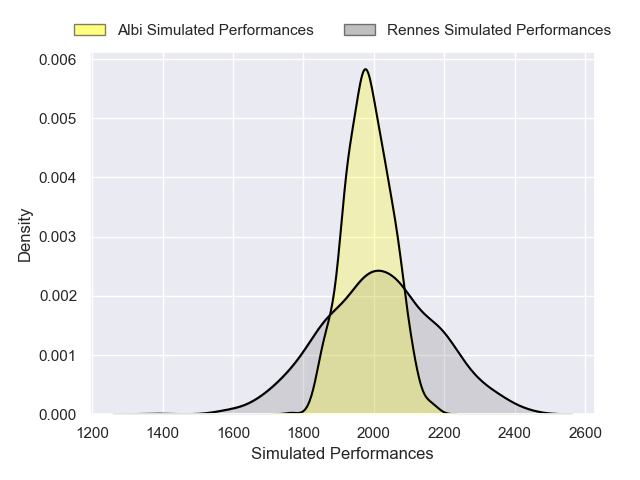 Albi Simulated Performances Rennes Simulated Performances
0.006
0.005
0.004
0.003
0.002
0.001
0.000
Density
1200 1400 1600 1800 2000 2200 2400 2600
Simulated Performances